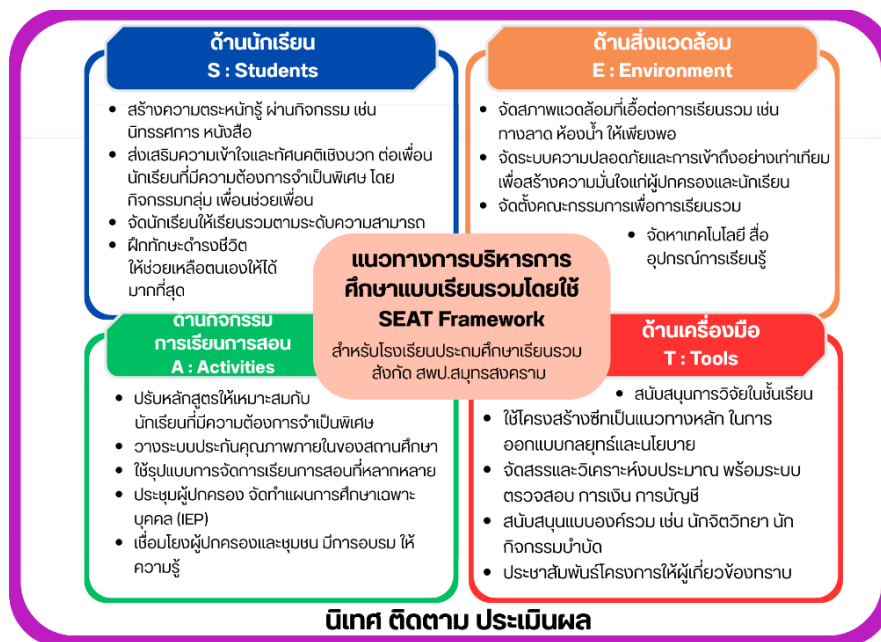 ด้านนักเรียน
S : Students
สร้างความตระหนักรู้ ผ่านกิจกรรม เช่น
นิทรรศการ หนังสือ
ส่งเสริมความเข้าใจและทัศนคติเชิงบวก ต่อเพื่อน
นักเรียนที่มีความต้องการจำเป็นพิเศษ โดย
กิจกรรมกลุ่ม เพื่อนช่วยเพื่อน
จัดนักเรียนให้เรียนรวมตามระดับความสามารถ
ฝึกทักษะดำรงชีวิต
ให้ช่วยเหลือตนเองให้ได้
มากที่สุด
ด้านสิ่งแวดล้อม
E : Environment
จัดสภาพแวดล้อมที่เอื้อต่อการเรียนรวม เช่น
ทางลาด ห้องน้ำ ให้เพียงพอ
จัดระบบความปลอดภัยและการเข้าถึงอย่างเท่าเทียม
เพื่อสร้างความมั่นใจแก่ผู้ปกครองและนักเรียน
จัดตั้งคณะกรรมการเพื่อการเรียนรวม
จัดหาเทคโนโลยี สื่อ
อุปกรณ์การเรียนรู้
แนวทางการบริหารการ
ศึกษาแบบเรียนรวมโดยใช้
SEAT Framework
สำหรับโรงเรียนประถมศึกษาเรียนรวม
สังกัด สพป.สมุทรสงคราม
ด้านกิจกรรม
การเรียนการสอน
A : Activities
ปรับหลักสูตรให้เหมาะสมกับ
นักเรียนที่มีความต้องการจำเป็นพิเศษ
วางระบบประกันคุณภาพภายในของสถานศึกษา
ใช้รุปแบบการจัดการเรียนการสอนที่หลากหลาย
ประชุมผู้ปกครอง จัดทำแผนการศึกษาเฉพาะ
บุคคล (IEP)
เชื่อมโยงผู้ปกครองและชุมชน มีการอบรม ให้
ความรู้
ด้านเครื่องมือ
T : Tools
สนับสนุนการวิจัยในชั้นเรียน
ใช้โครงสร้างซีทเป็นแนวทางหลัก ในการ
ออกแบบกลยุทธ์และนโยบาย
จัดสรรและวิเคราะห์งบประมาณ พร้อมระบบ
ตรวจสอบ การเงิน การบัญชี
สนับสนุนแบบองค์รวม เช่น นักจิตวิทยา นัก
กิจกรรมบำบัด
ประชาสัมพันธ์โครงการให้ผู้เกี่ยวข้องทราบ
นิเทศ ติดตาม ประเมินผล